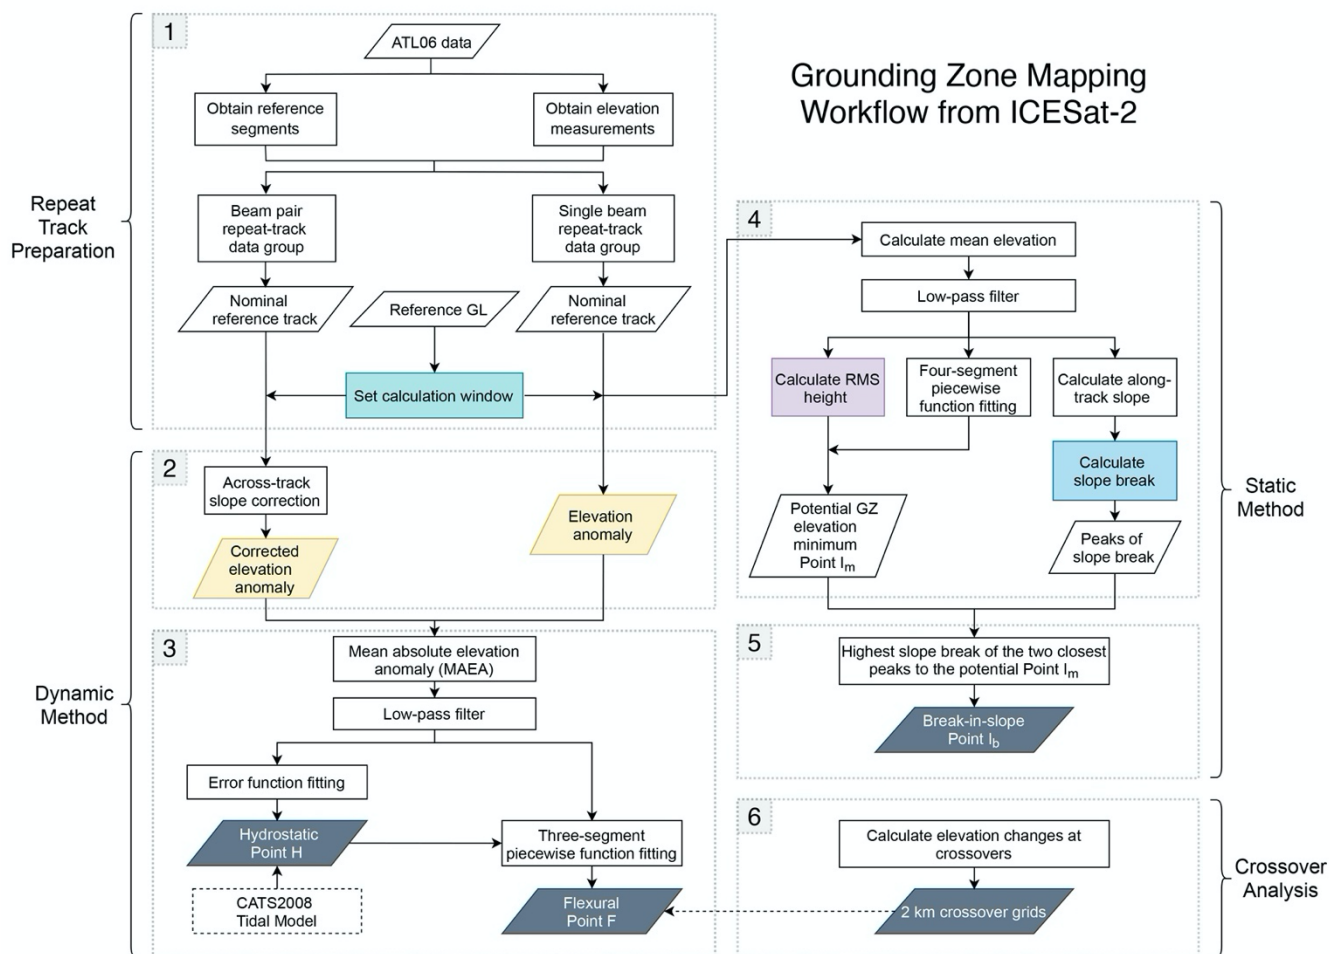 Grounding Zone Mapping
Workflow from ICESat-2
Repeat
Track
Preparation
1
ATL06 data
Obtain reference
segments
Obtain elevation
measurements
Beam pair
repeat-track
data group
Single beam
repeat-track
data group
Nominal
reference track
Reference GL
Nominal
reference track
Set calculation window
Dynamic
Method
2
Across-track
slope correction
Corrected
elevation
anomaly
Elevation
anomaly
3
Mean absolute elevation
anomaly (MAEA)
Low-pass filter
Error function fitting
Hydrostatic
Point H
Three-segment
piecewise function fitting
CATS2008
Tidal Model
Flexural
Point F
Static
Method
4
Calculate mean elevation
Low-pass filter
Calculate RMS
height
Four-segment
piecewise
function fitting
Calculate along-
track slope
Calculate
slope break
Potential GZ
elevation
minimum
Point Im
Peaks of
slope break
5
Highest slope break of the two closest
peaks to the potential Point Im
Break-in-slope
Point Ib
Crossover
Analysis
6
Calculate elevation changes at
crossovers
2 km crossover grids